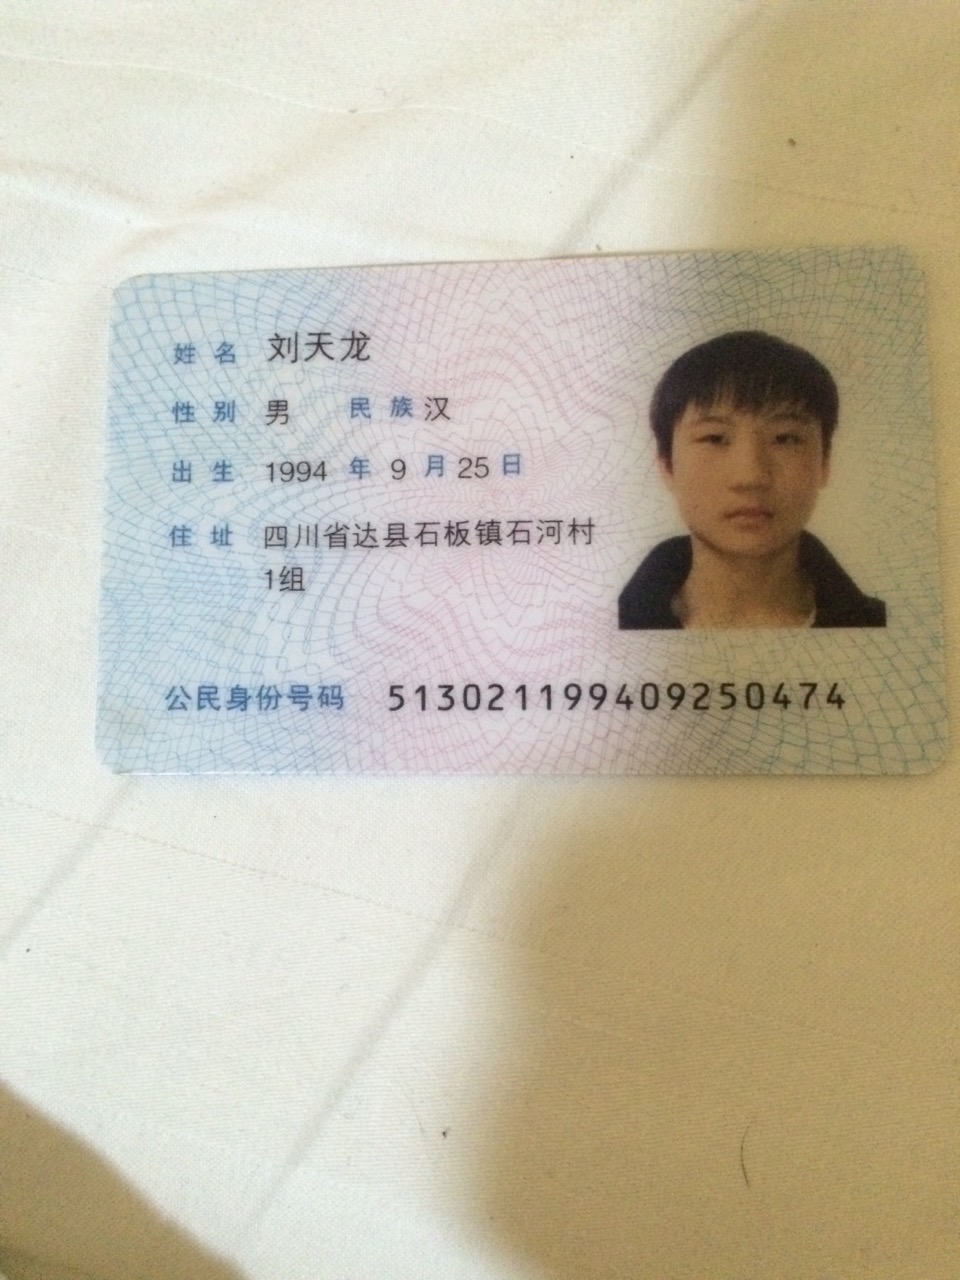 姓名 刘天龙
性别 男 民族 汉
出生 1994 年 9 月 25 日
住址 四川省达县石板镇石河村
1组
公民身份号码 513021199409250474